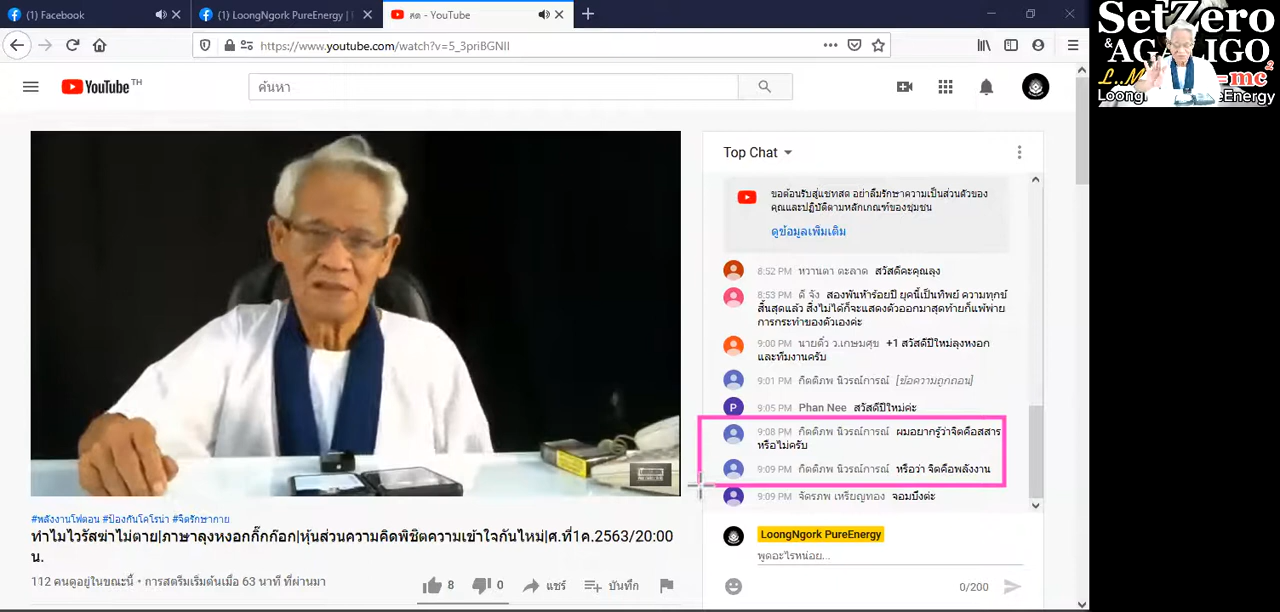 (1) Facebook
(1) LoongNgork PureEnergy |
สด - YouTube
https://www.youtube.com/watch?v=5_3priBGNII
SetZero
& AGALIGO
=mc²
PureEnergy
YouTube TH
ค้นหา
Top Chat
ขอต้อนรับสู่แชทสด อย่าลืมรักษาความเป็นส่วนตัวของ
คุณและปฏิบัติตามหลักเกณฑ์ของชุมชน
ดูข้อมูลเพิ่มเติม
8:52 PM หวานตา ตะลาด สวัสดีคะคุณลุง
8:53 PM ดี จัง สองพันห้าร้อยปี ยุคนี้เป็นทิพย์ ความทุกข์
สิ้นสุดแล้ว สิ่งไม่ได้ก็จะแสดงตัวออกมาสุดท้ายก็แพ้พ่าย
การกระทำของตัวเองค่ะ
9:00 PM นายติ๋ว ว.เกษมศุข +1 สวัสดีปีใหม่ลุงหงอก
และทีมงานครับ
9:01 PM กิตติภพ นิวรณ์การณ์ [ข้อความถูกถอน]
9:05 PM Phan Nee สวัสดีปีใหม่ค่ะ
9:08 PM กิตติภพ นิวรณ์การณ์ ผมอยากรู้ว่าจิตคือสสาร
หรือไม่ครับ
9:09 PM กิตติภพ นิวรณ์การณ์ หรือว่า จิตคือพลังงาน
9:09 PM จัตรภพ เหรียญทอง จอมบึงค่ะ
LoongNgork PureEnergy
พูดอะไรหน่อย...
0/200
#พลังงานโฟตอน #ป้องกันโคโรน่า #จิตรักษากาย
ทำไมไวรัสฆ่าไม่ตาย|ภาษาลุงหงอกกิ๊กก๊อก|หุ้นส่วนความคิดพิชิตความเข้าใจกันไหม|ศ.ที่1ค.2563/20:00
น.
112 คนดูอยู่ในขณะนี้ • การสตรีมเริ่มต้นเมื่อ 63 นาที ที่ผ่านมา
8
0
แชร์
บันทึก